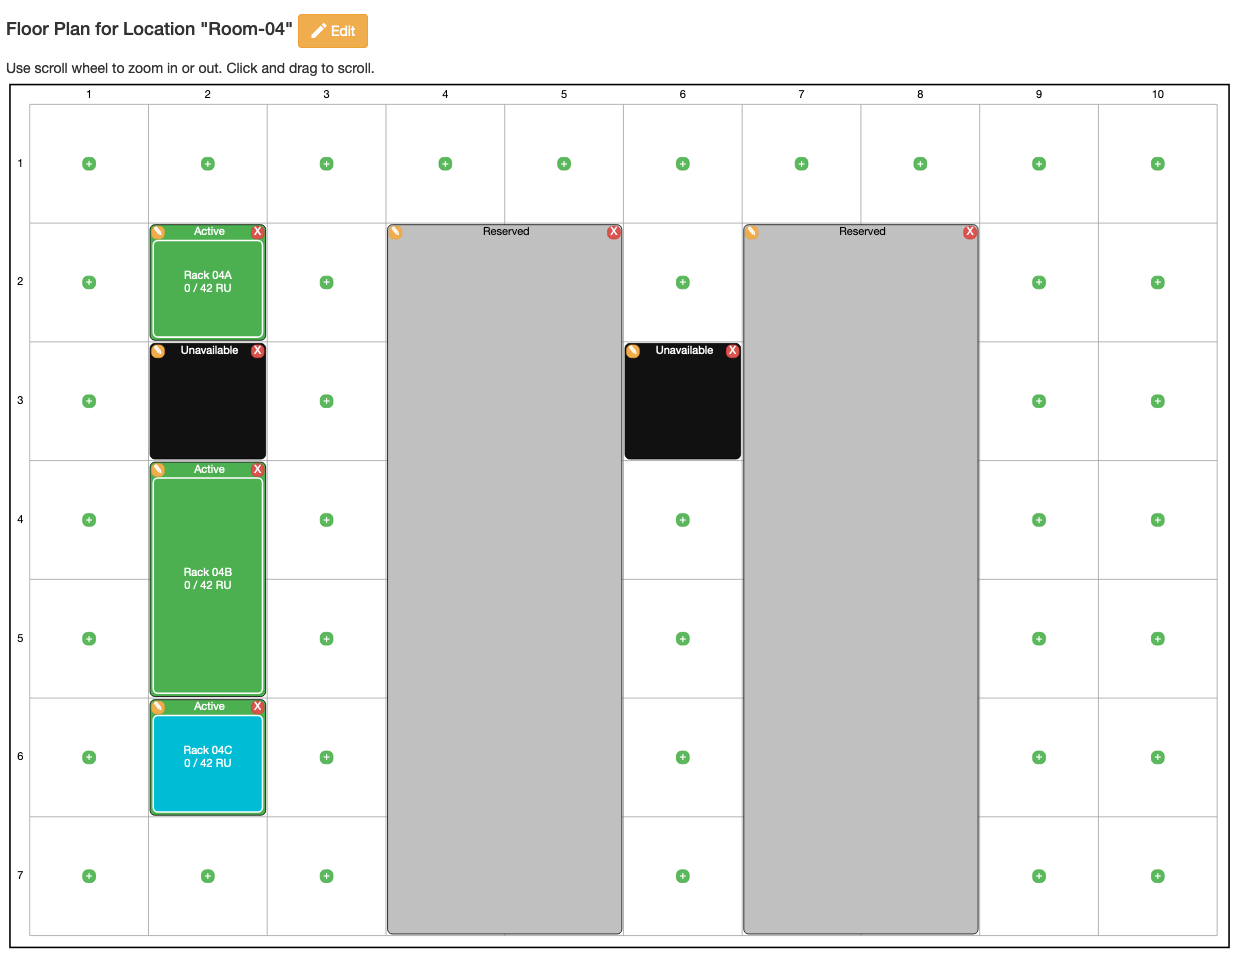 Floor Plan for Location "Room-04" Edit
Use scroll wheel to zoom in or out. Click and drag to scroll.
1 2 3 4 5 6 7 8 9 10
1
Active X Reserved X Reserved X
2
Rack 04A
0 / 42 RU
Unavailable X Unavailable X
3
Active X
4
Rack 04B
0 / 42 RU
5
Active X
6
Rack 04C
0 / 42 RU
7